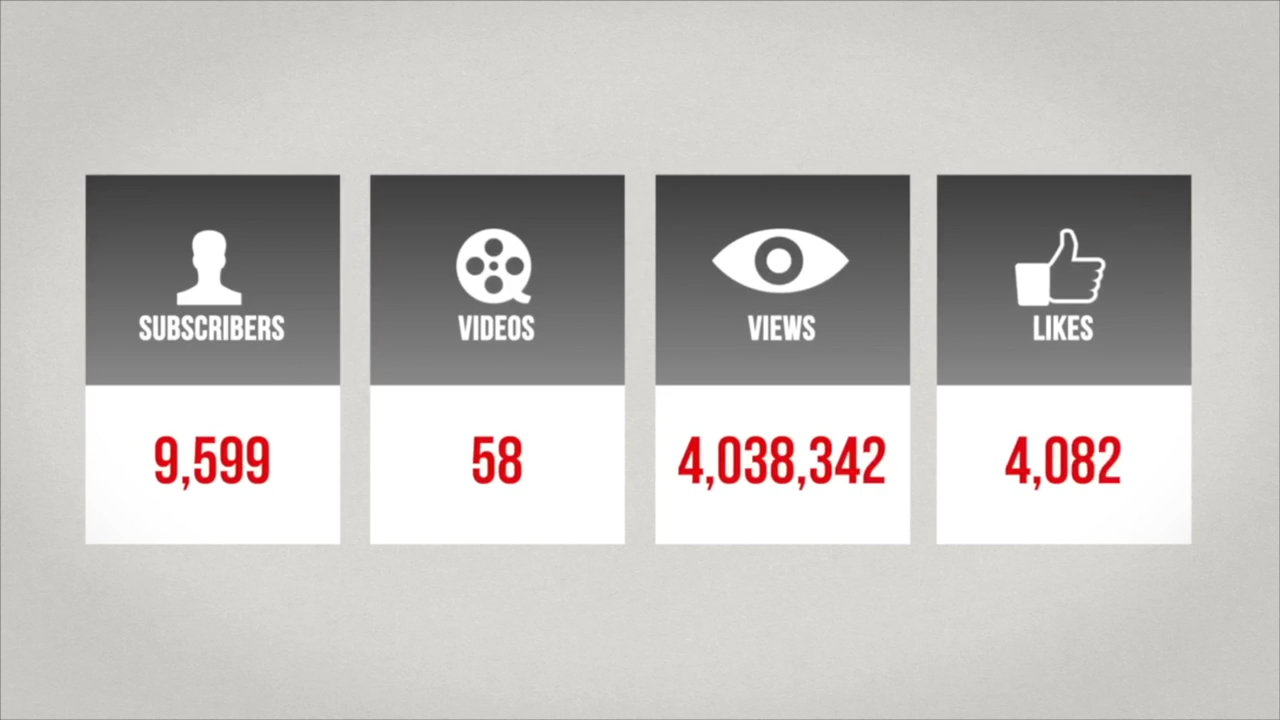 SUBSCRIBERS
9,599
VIDEOS
58
VIEWS
4,038,342
LIKES
4,082